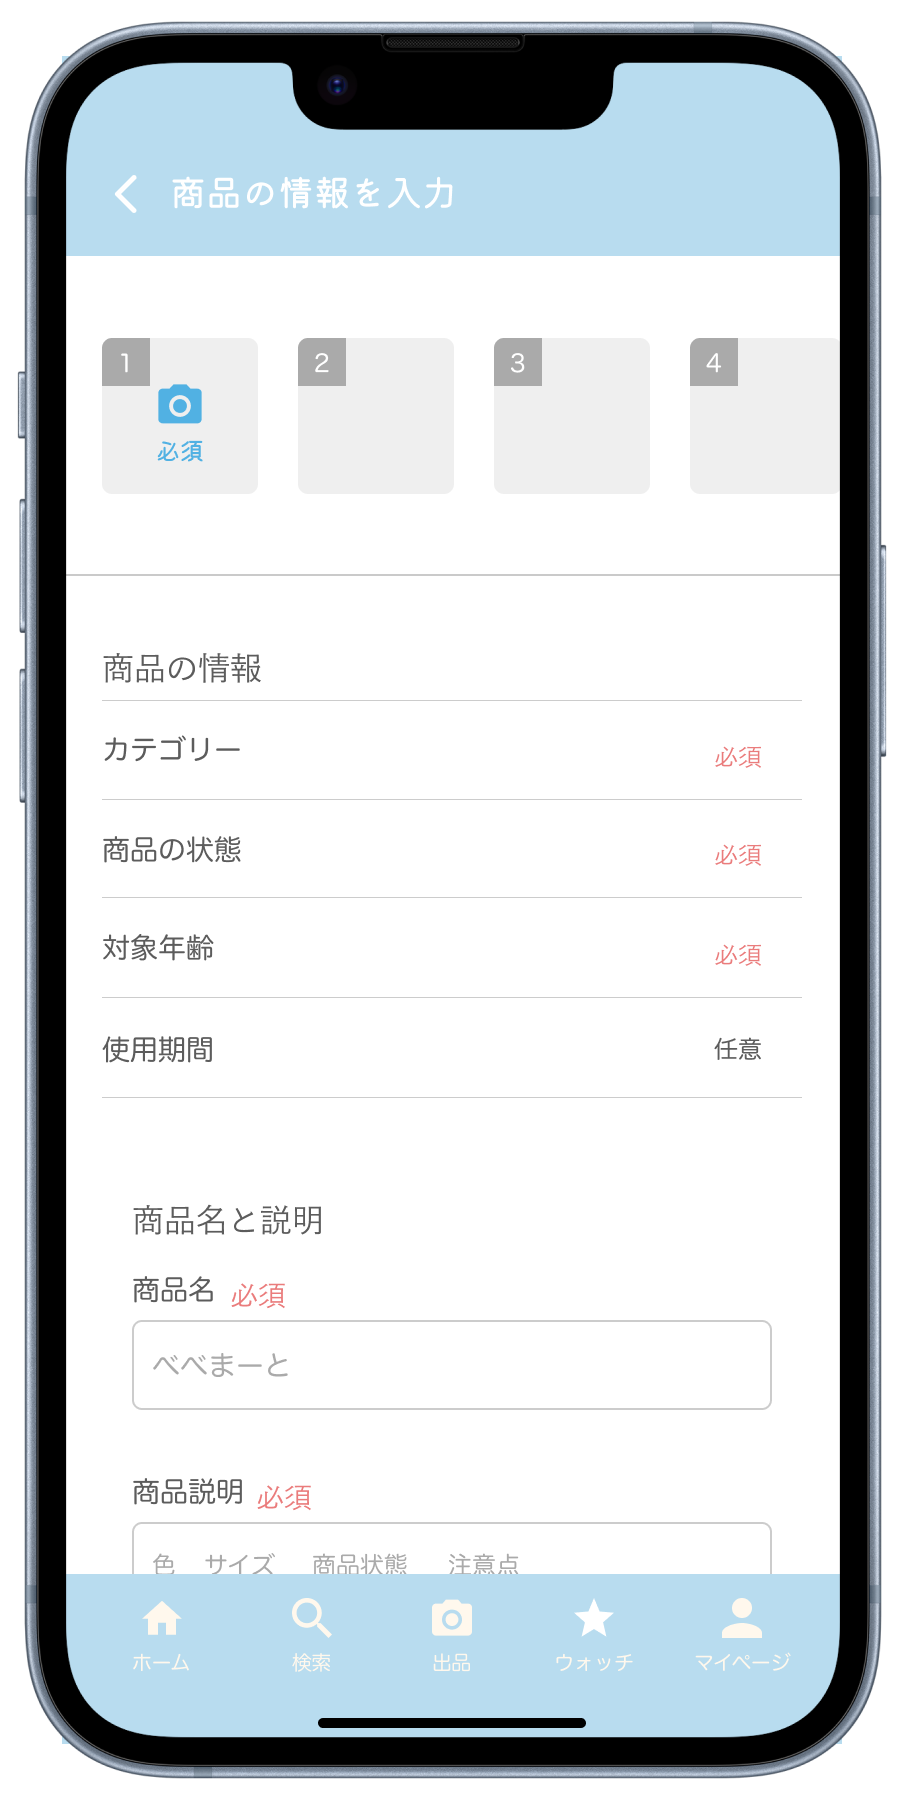 商品の情報を入力
1
2
3
4
必須
商品の情報
カテゴリー 必須
商品の状態 必須
対象年齢 必須
使用期間 任意
商品名と説明
商品名 必須
べべまーと
商品説明 必須
色 サイズ 商品状態 注意点
ホーム 検索 出品 ウォッチ マイページ